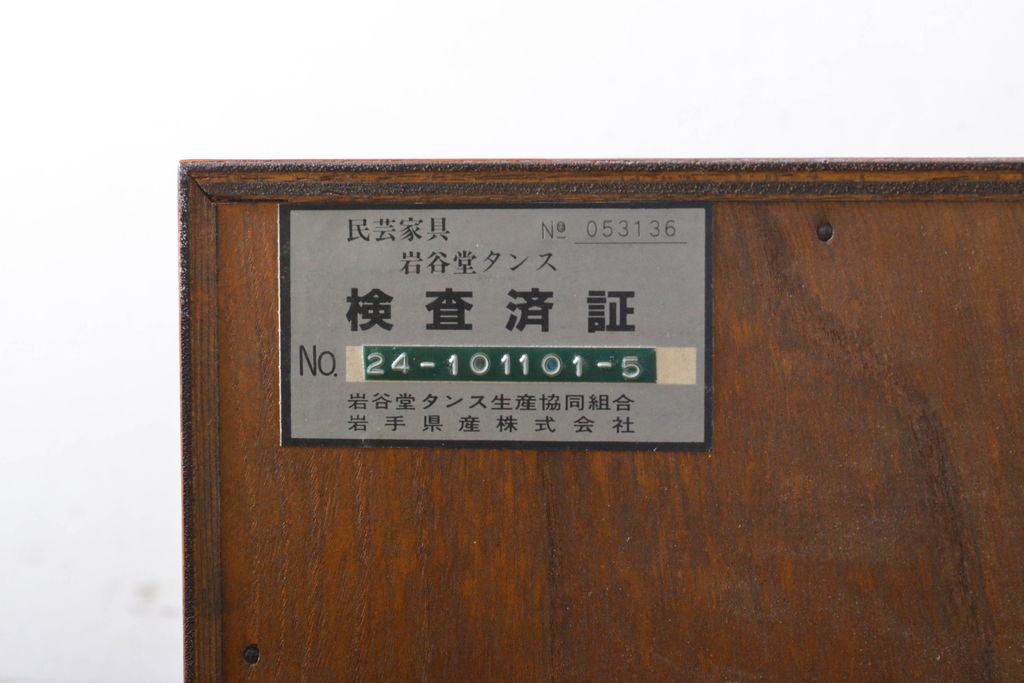 民芸家具 № 053136
岩谷堂タンス
検査済証
No. 24-101101-5
岩谷堂タンス生産協同組合
岩手県産株式会社